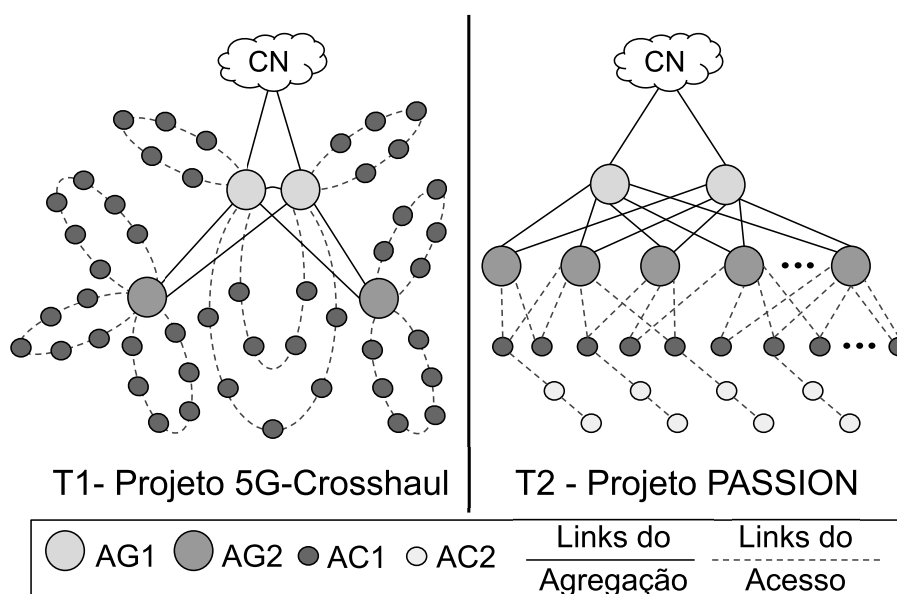 CN
CN
T1- Projeto 5G-Crosshaul
T2 - Projeto PASSION
AG1
AG2
AC1
AC2
Links do
Agregação
Links do
Acesso